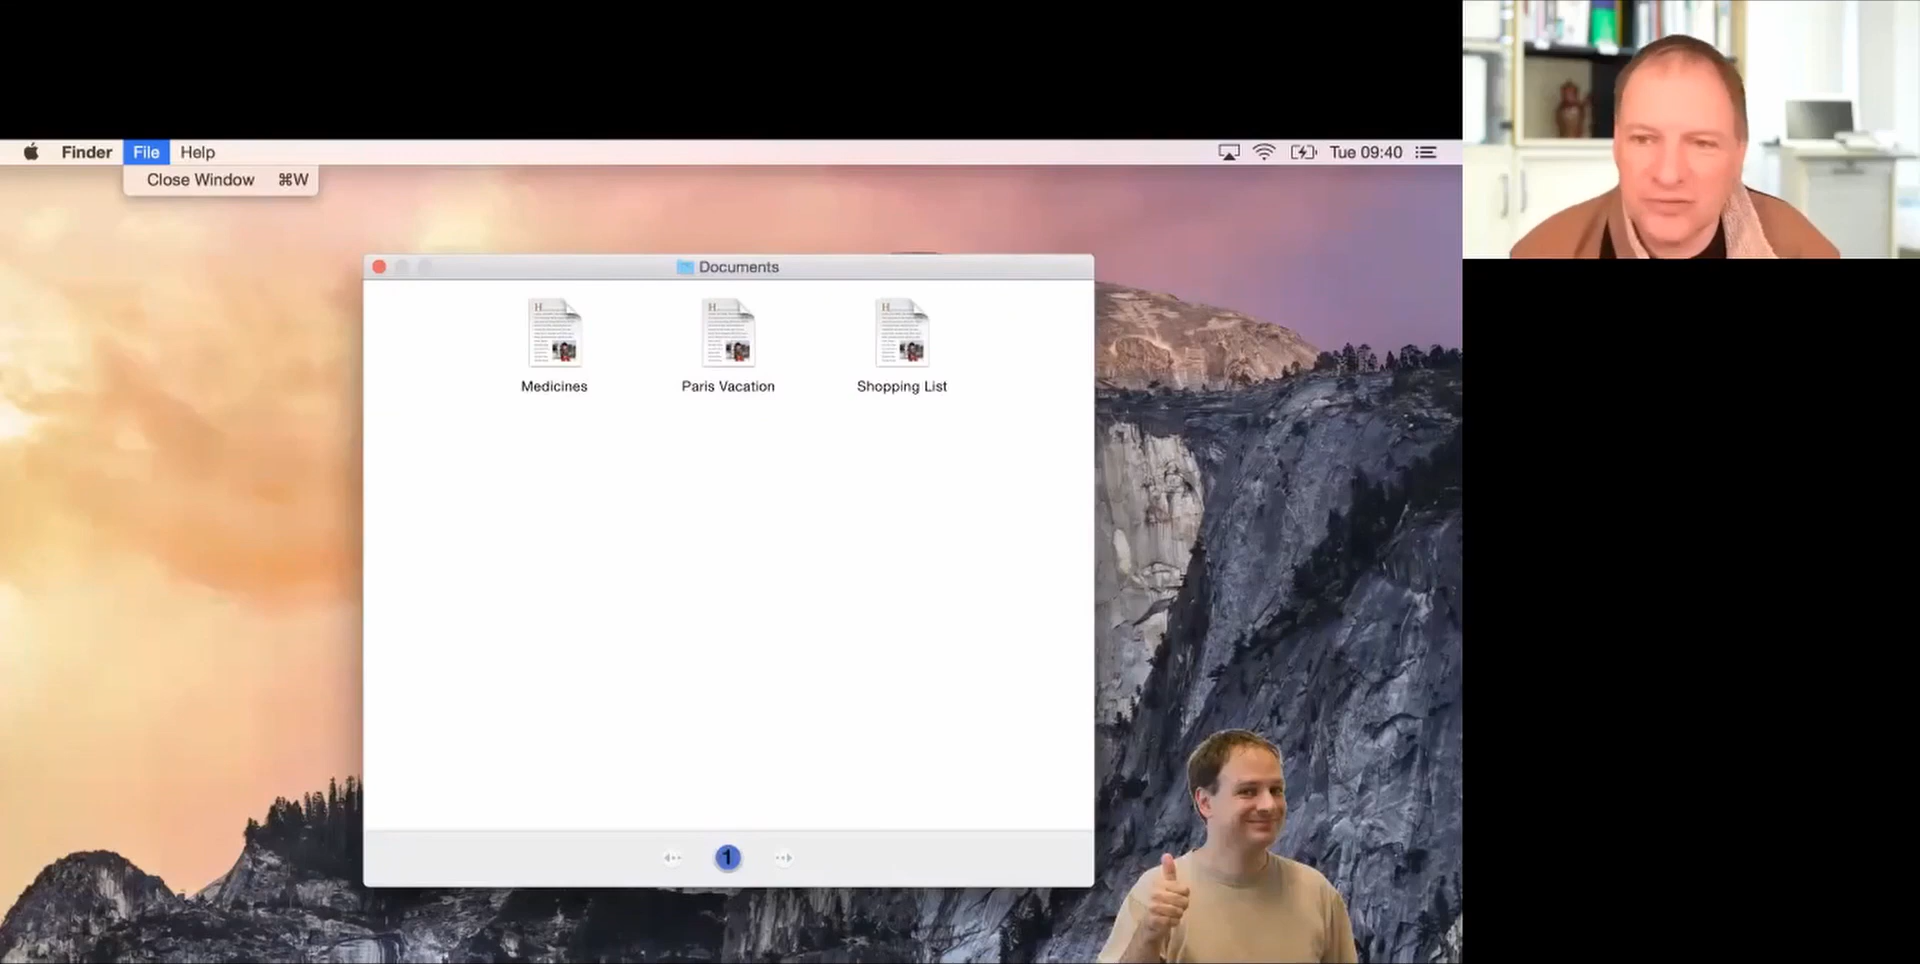 Finder File Help Tue 09:40
Close Window ⌘W
Documents
Medicines Paris Vacation Shopping List
1